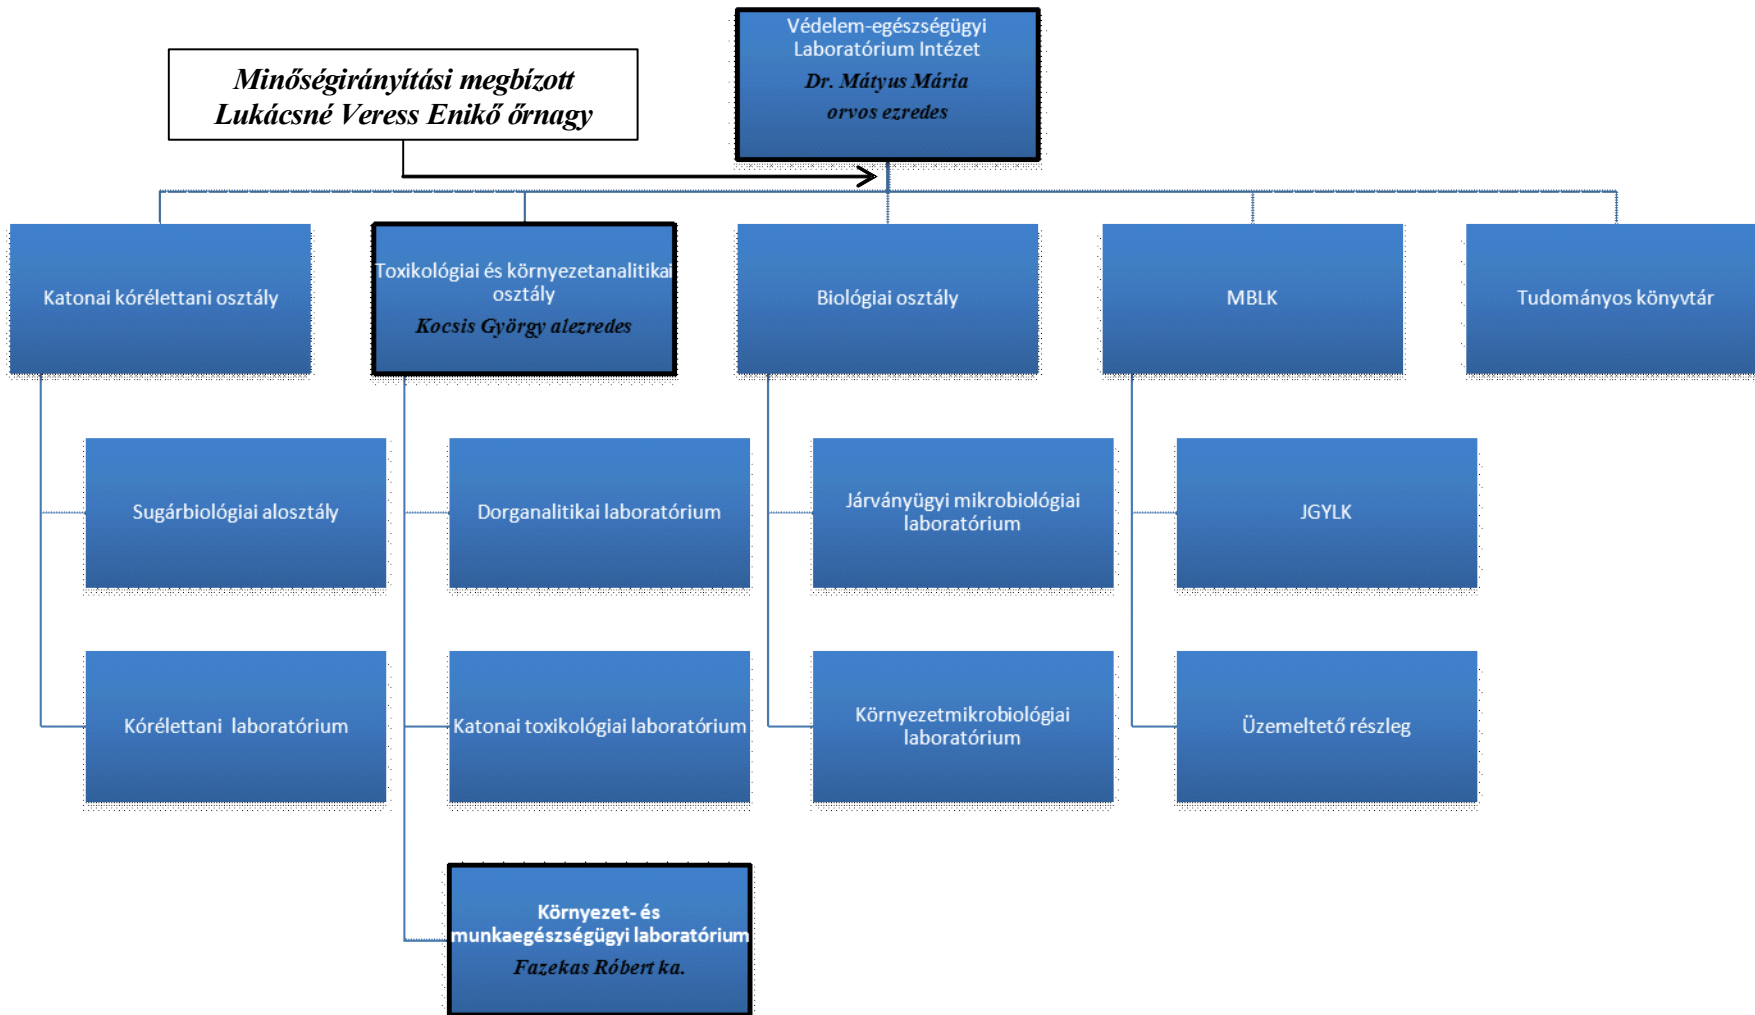 Védelem-egészségügyi
Laboratórium Intézet
Dr. Mátyus Mária
orvos ezredes
Minőségirányítási megbízott
Lukácsné Veress Enikő őrnagy
Katonai kórélettani osztály
Toxikológiai és környezetanalitikai
osztály
Kocsis György alezredes
Biológiai osztály
MBLK
Tudományos könyvtár
Sugárbiológiai alosztály
Dorganalitikai laboratórium
Járványügyi mikrobiológiai
laboratórium
JGYLK
Kórélettani laboratórium
Katonai toxikológiai laboratórium
Környezetmikrobiológiai
laboratórium
Üzemeltető részleg
Környezet- és
munkaegészségügyi laboratórium
Fazekas Róbert ka.